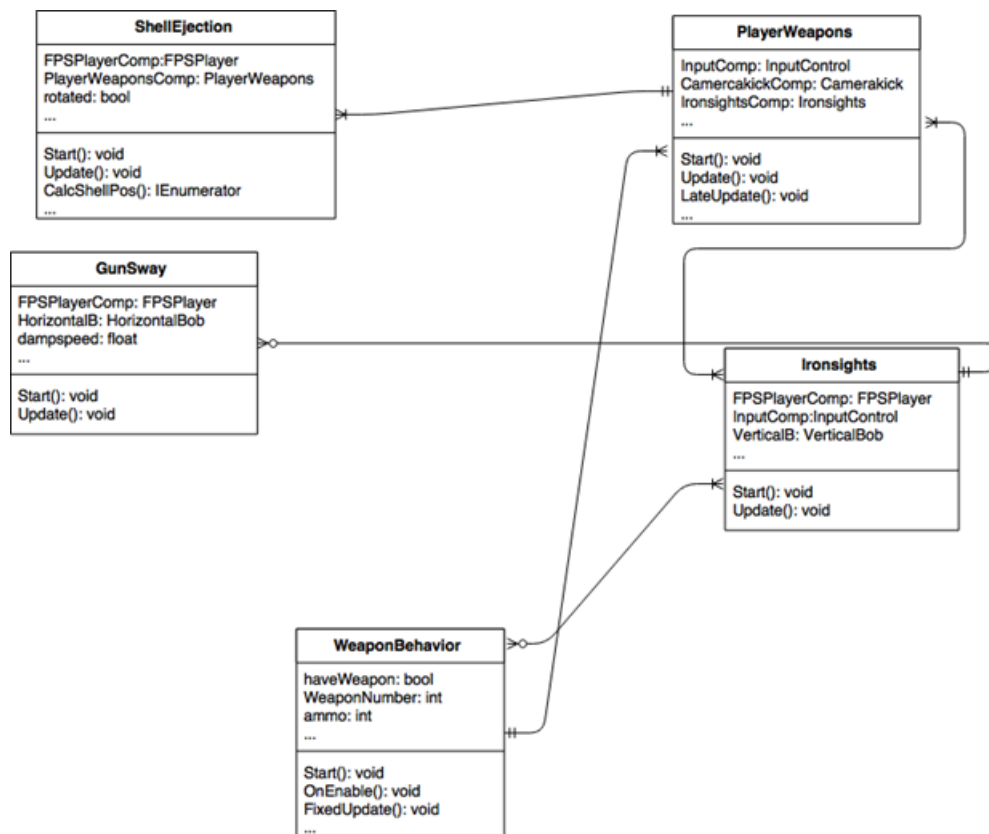 ShellEjection
FPSPlayerComp:FPSPlayer
PlayerWeaponsComp: PlayerWeapons
rotated: bool
...
Start(): void
Update(): void
CalcShellPos(): IEnumerator
...
PlayerWeapons
InputComp: InputControl
CamercakickComp: Camerakick
IronsightsComp: Ironsights
...
Start(): void
Update(): void
LateUpdate(): void
...
GunSway
FPSPlayerComp: FPSPlayer
HorizontalB: HorizontalBob
dampspeed: float
...
Start(): void
Update(): void
Ironsights
FPSPlayerComp: FPSPlayer
InputComp:InputControl
VerticalB: VerticalBob
...
Start(): void
Update(): void
WeaponBehavior
haveWeapon: bool
WeaponNumber: int
ammo: int
...
Start(): void
OnEnable(): void
FixedUpdate(): void
...